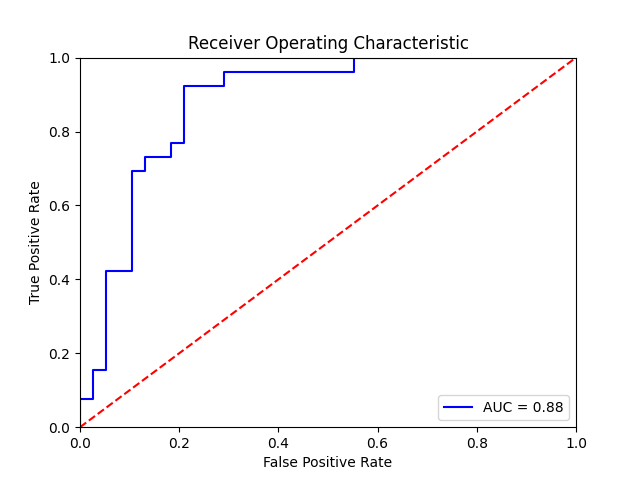 Receiver Operating Characteristic
1.0
0.8
0.6
0.4
0.2
0.0
True Positive Rate
AUC = 0.88
0.0 0.2 0.4 0.6 0.8 1.0
False Positive Rate